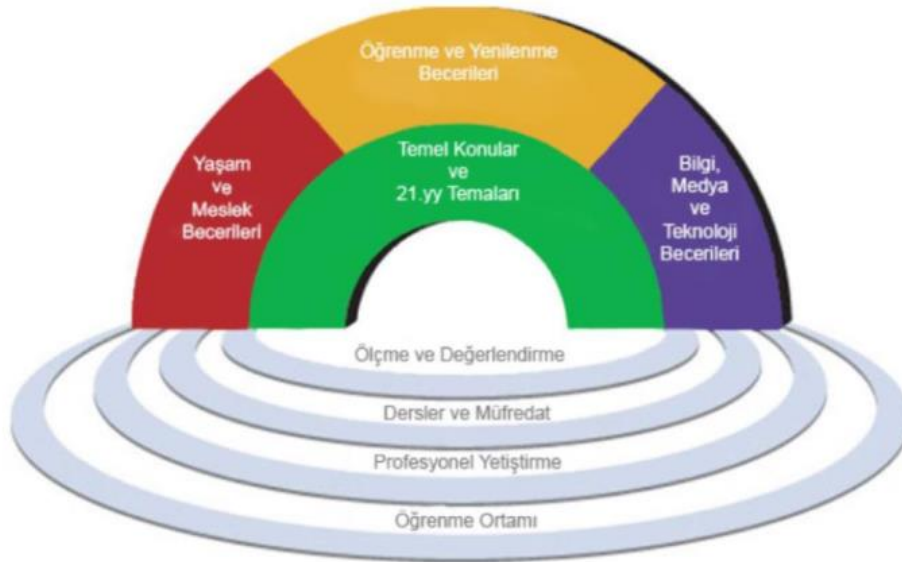 Öğrenme ve Yenilenme
Becerileri
Yaşam
ve
Meslek
Becerileri
Temel Konular
ve
21.yy Temaları
Bilgi,
Medya
ve
Teknoloji
Becerileri
Ölçme ve Değerlendirme
Dersler ve Müfredat
Profesyonel Yetiştirme
Öğrenme Ortamı